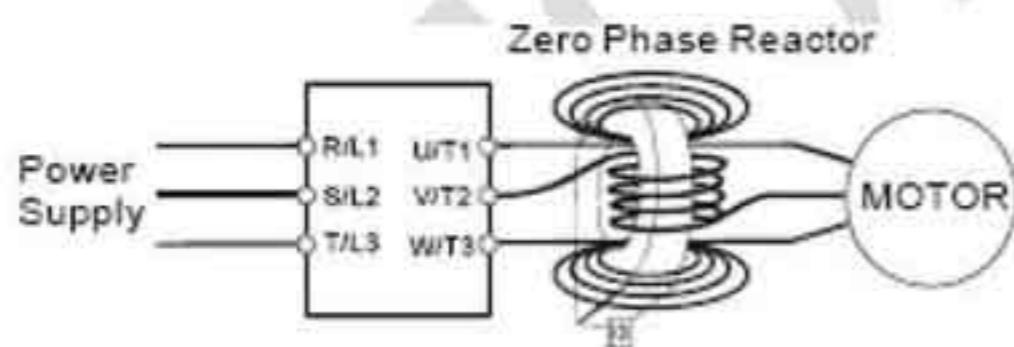 Zero Phase Reactor
Power
Supply
R/L1
S/L2
T/L3
U/T1
V/T2
W/T3
MOTOR